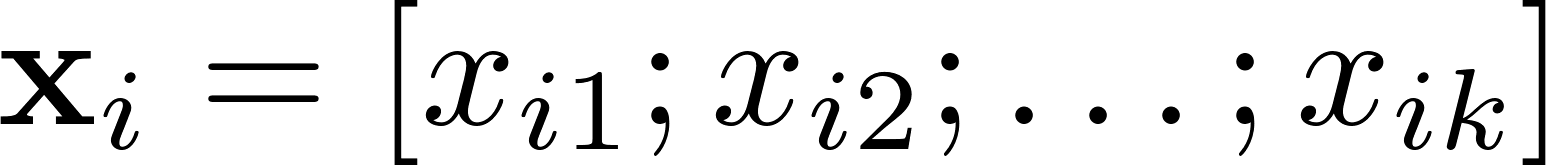 𝐱ᵢ = [xᵢ₁; xᵢ₂; . . . ; xᵢₖ]